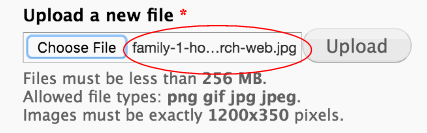 Upload a new file *
Choose File family-1-ho...rch-web.jpg Upload
Files must be less than 256 MB.
Allowed file types: png gif jpg jpeg.
Images must be exactly 1200x350 pixels.